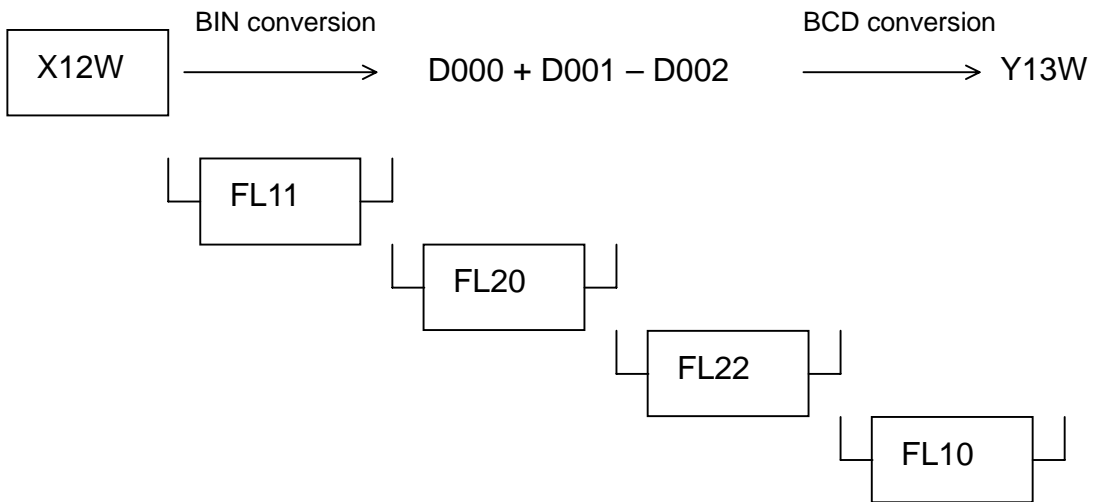 BIN conversion BCD conversion
X12W D000 + D001 – D002 Y13W
FL11
FL20
FL22
FL10